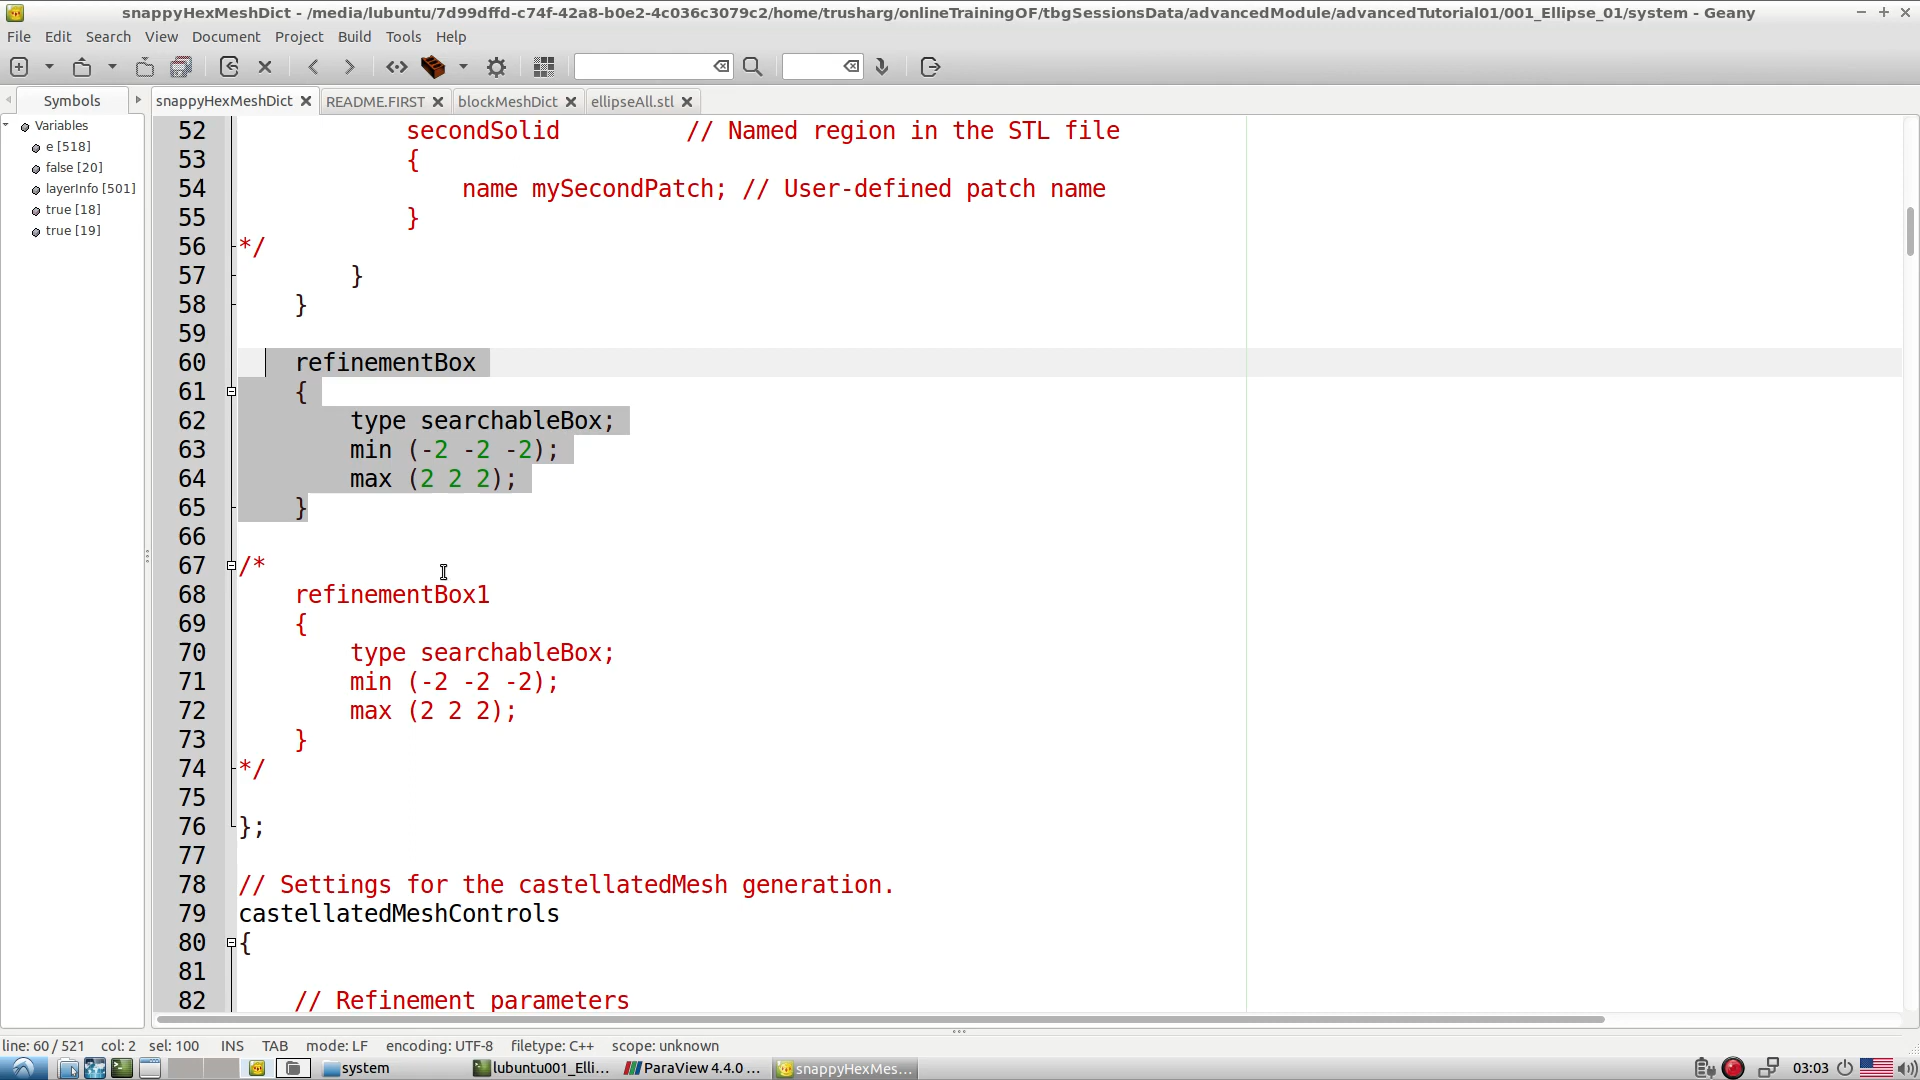 snappyHexMeshDict - /media/lubuntu/7d99dffd-c74f-42a8-b0e2-4c036c3079c2/home/trusharg/onlineTrainingOF/tbgSessionsData/advancedModule/advancedTutorial01/001_Ellipse_01/system - Geany
File Edit Search View Document Project Build Tools Help
Symbols
snappyHexMeshDict
README.FIRST
blockMeshDict
ellipseAll.stl
Variables
e [518]
false [20]
layerInfo [501]
true [18]
true [19]
52 secondSolid // Named region in the STL file
53 {
54 name mySecondPatch; // User-defined patch name
55 }
56 */
57 }
58 }
59
60 refinementBox
61 {
62 type searchableBox;
63 min (-2 -2 -2);
64 max (2 2 2);
65 }
66
67 /*
68 refinementBox1
69 {
70 type searchableBox;
71 min (-2 -2 -2);
72 max (2 2 2);
73 }
74 */
75
76 };
77
78 // Settings for the castellatedMesh generation.
79 castellatedMeshControls
80 {
81
82 // Refinement parameters
line: 60 / 521 col: 2 sel: 100 INS TAB mode: LF encoding: UTF-8 filetype: C++ scope: unknown
system
lubuntu001_Elli...
ParaView 4.4.0 ...
snappyHexMes...
03:03